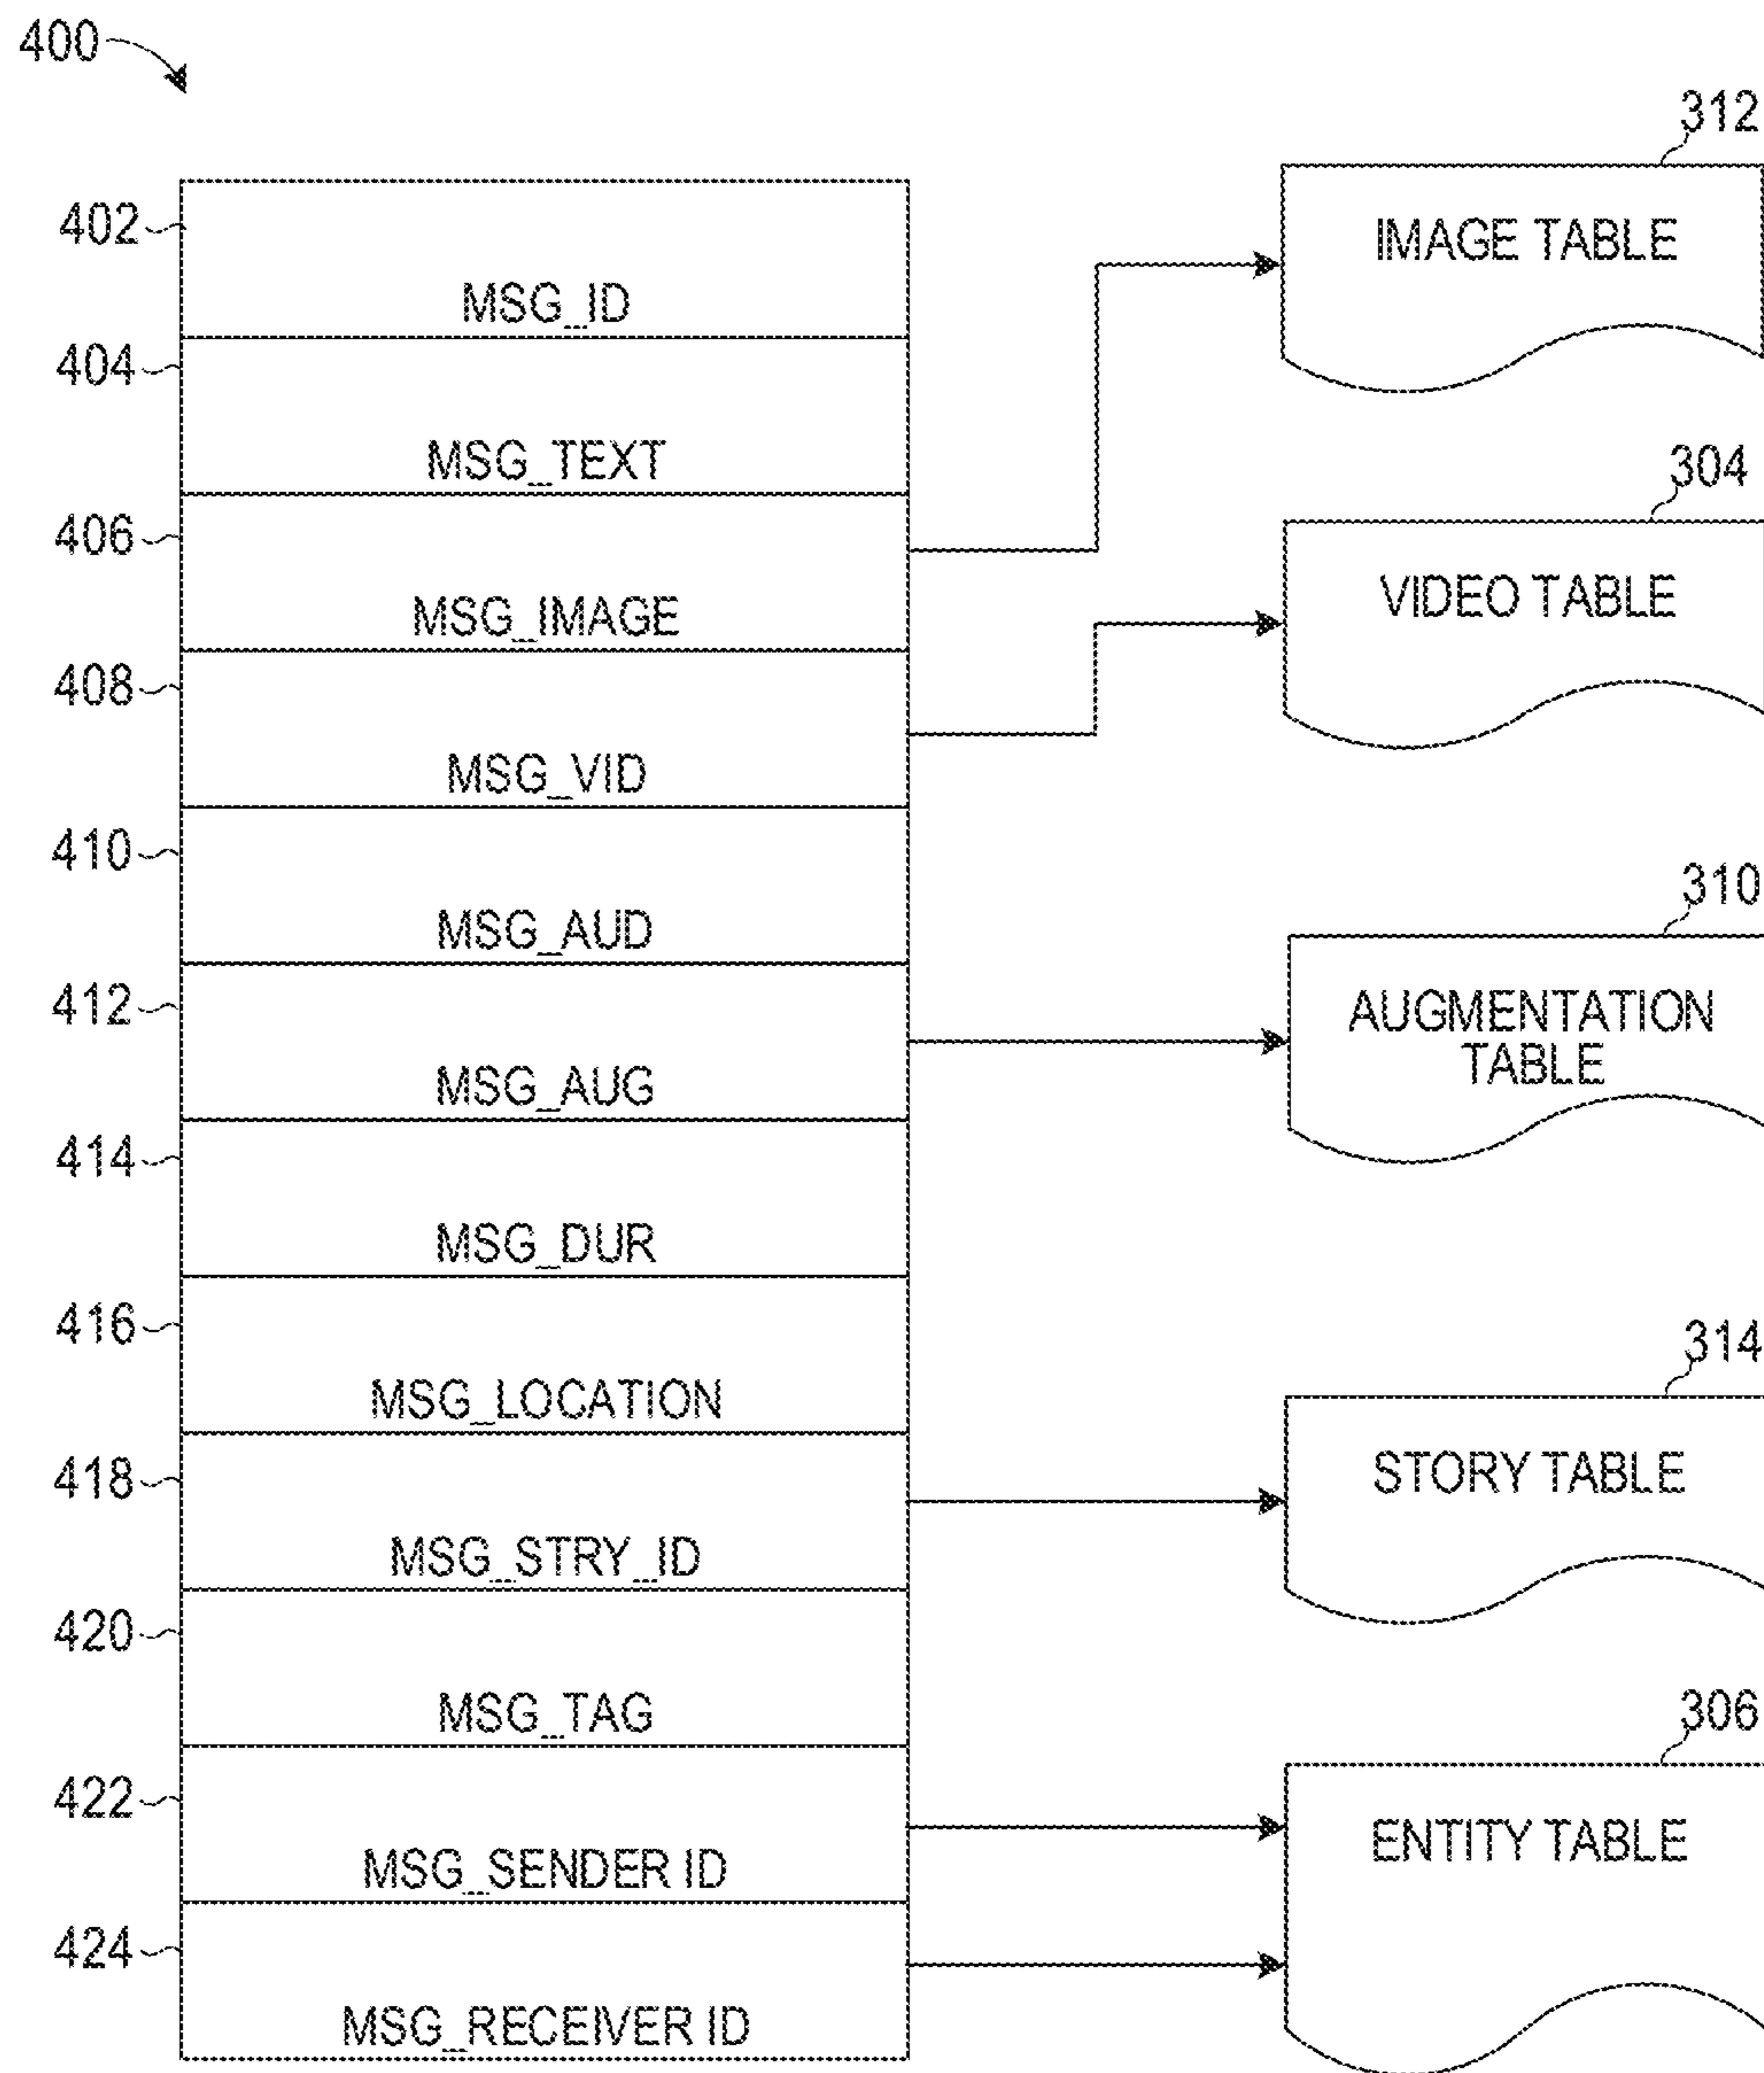 400
312
402
IMAGE TABLE
MSG_ID
404
MSG_TEXT
304
406
VIDEO TABLE
MSG_IMAGE
408
MSG_VID
410
310
MSG_AUD
412
AUGMENTATION
TABLE
MSG_AUG
414
MSG_DUR
416
314
MSG_LOCATION
418
STORY TABLE
MSG_STRY_ID
420
MSG_TAG
306
422
ENTITY TABLE
MSG_SENDER ID
424
MSG_RECEIVER ID